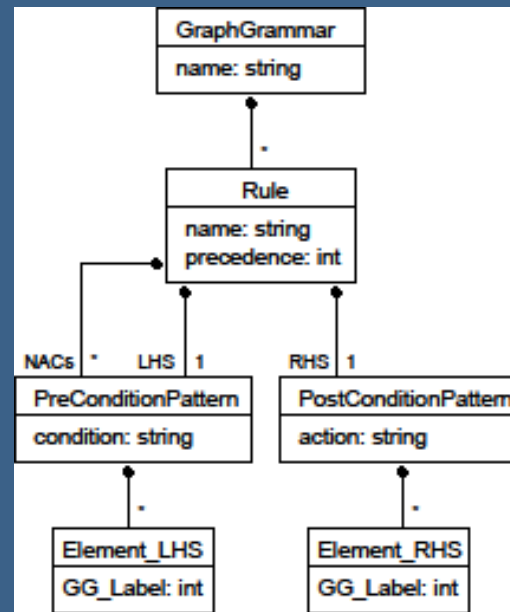 GraphGrammar
name: string
*
Rule
name: string
precedence: int
NACs * LHS 1 RHS 1
PreConditionPattern PostConditionPattern
condition: string action: string
* *
Element_LHS Element_RHS
GG_Label: int GG_Label: int